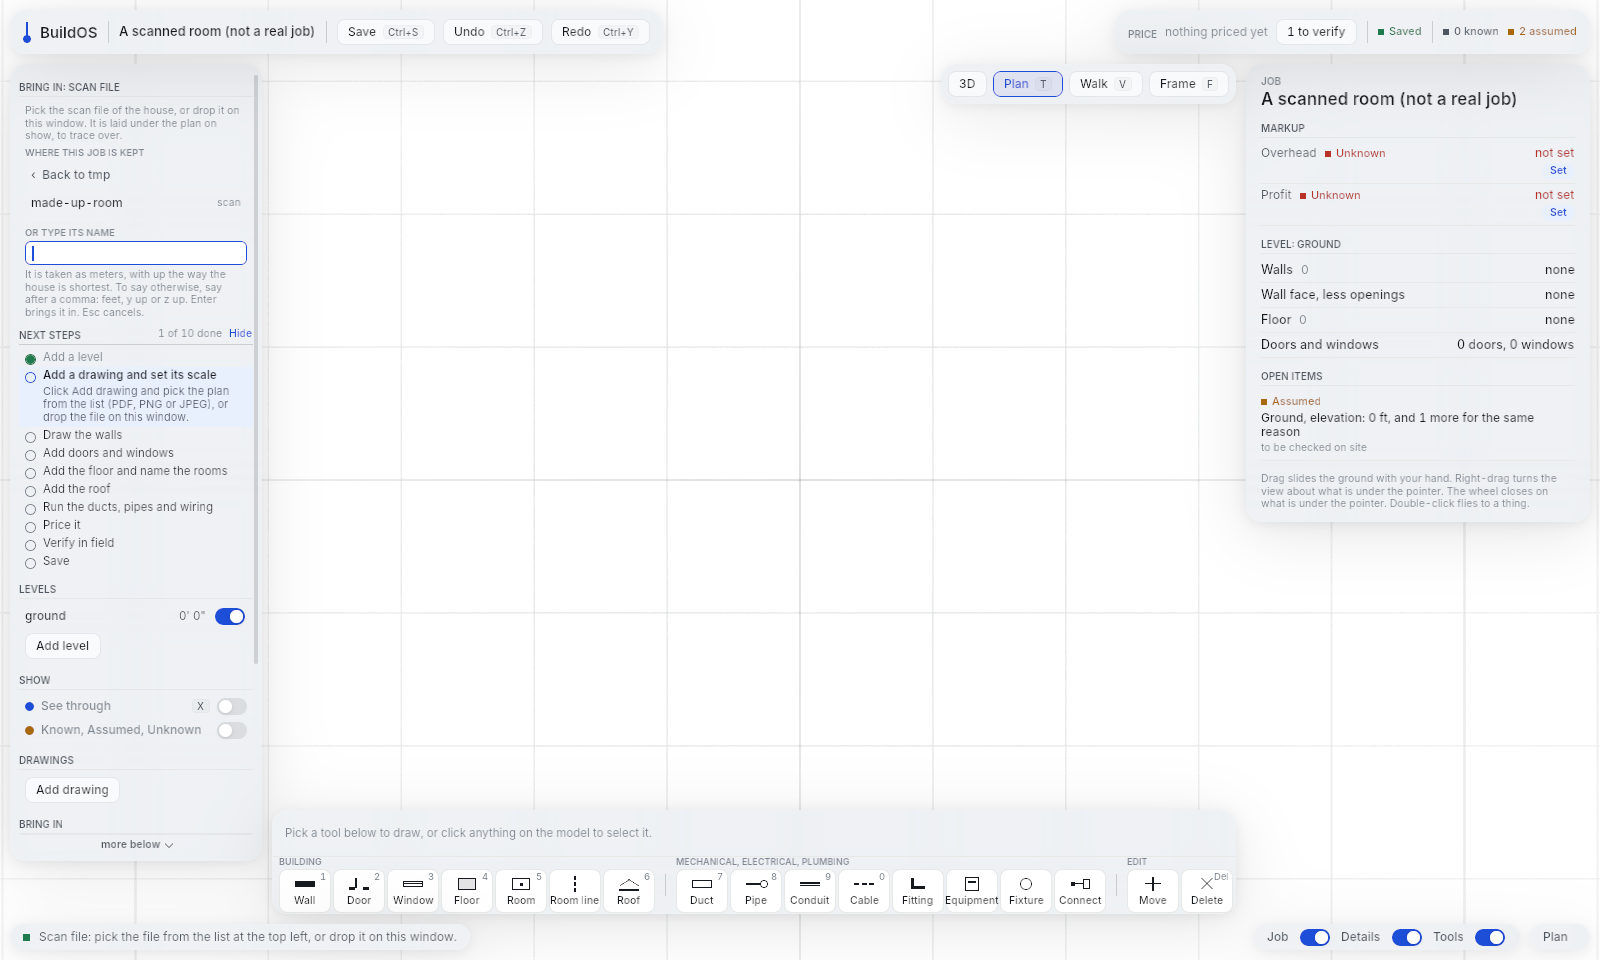 BuildOS
A scanned room (not a real job)
Save Ctrl+S
Undo Ctrl+Z
Redo Ctrl+Y
PRICE nothing priced yet
1 to verify
Saved
0 known
2 assumed
3D
Plan T
Walk V
Frame F
BRING IN: SCAN FILE
Pick the scan file of the house, or drop it on
this window. It is laid under the plan on
show, to trace over.
WHERE THIS JOB IS KEPT
‹ Back to tmp
made-up-room scan
OR TYPE ITS NAME
It is taken as meters, with up the way the
house is shortest. To say otherwise, say
after a comma: feet, y up or z up. Enter
brings it in. Esc cancels.
NEXT STEPS 1 of 10 done Hide
Add a level
Add a drawing and set its scale
Click Add drawing and pick the plan
from the list (PDF, PNG or JPEG), or
drop the file on this window.
Draw the walls
Add doors and windows
Add the floor and name the rooms
Add the roof
Run the ducts, pipes and wiring
Price it
Verify in field
Save
LEVELS
ground 0' 0"
Add level
SHOW
See through X
Known, Assumed, Unknown
DRAWINGS
Add drawing
BRING IN
more below
JOB
A scanned room (not a real job)
MARKUP
Overhead Unknown not set
Set
Profit Unknown not set
Set
LEVEL: GROUND
Walls 0 none
Wall face, less openings none
Floor 0 none
Doors and windows 0 doors, 0 windows
OPEN ITEMS
Assumed
Ground, elevation: 0 ft, and 1 more for the same
reason
to be checked on site
Drag slides the ground with your hand. Right-drag turns the
view about what is under the pointer. The wheel closes on
what is under the pointer. Double-click flies to a thing.
Pick a tool below to draw, or click anything on the model to select it.
BUILDING
1 Wall
2 Door
3 Window
4 Floor
5 Room
Room line
6 Roof
MECHANICAL, ELECTRICAL, PLUMBING
7 Duct
8 Pipe
9 Conduit
0 Cable
Fitting
Equipment
Fixture
Connect
EDIT
Move
Del Delete
Scan file: pick the file from the list at the top left, or drop it on this window.
Job
Details
Tools
Plan